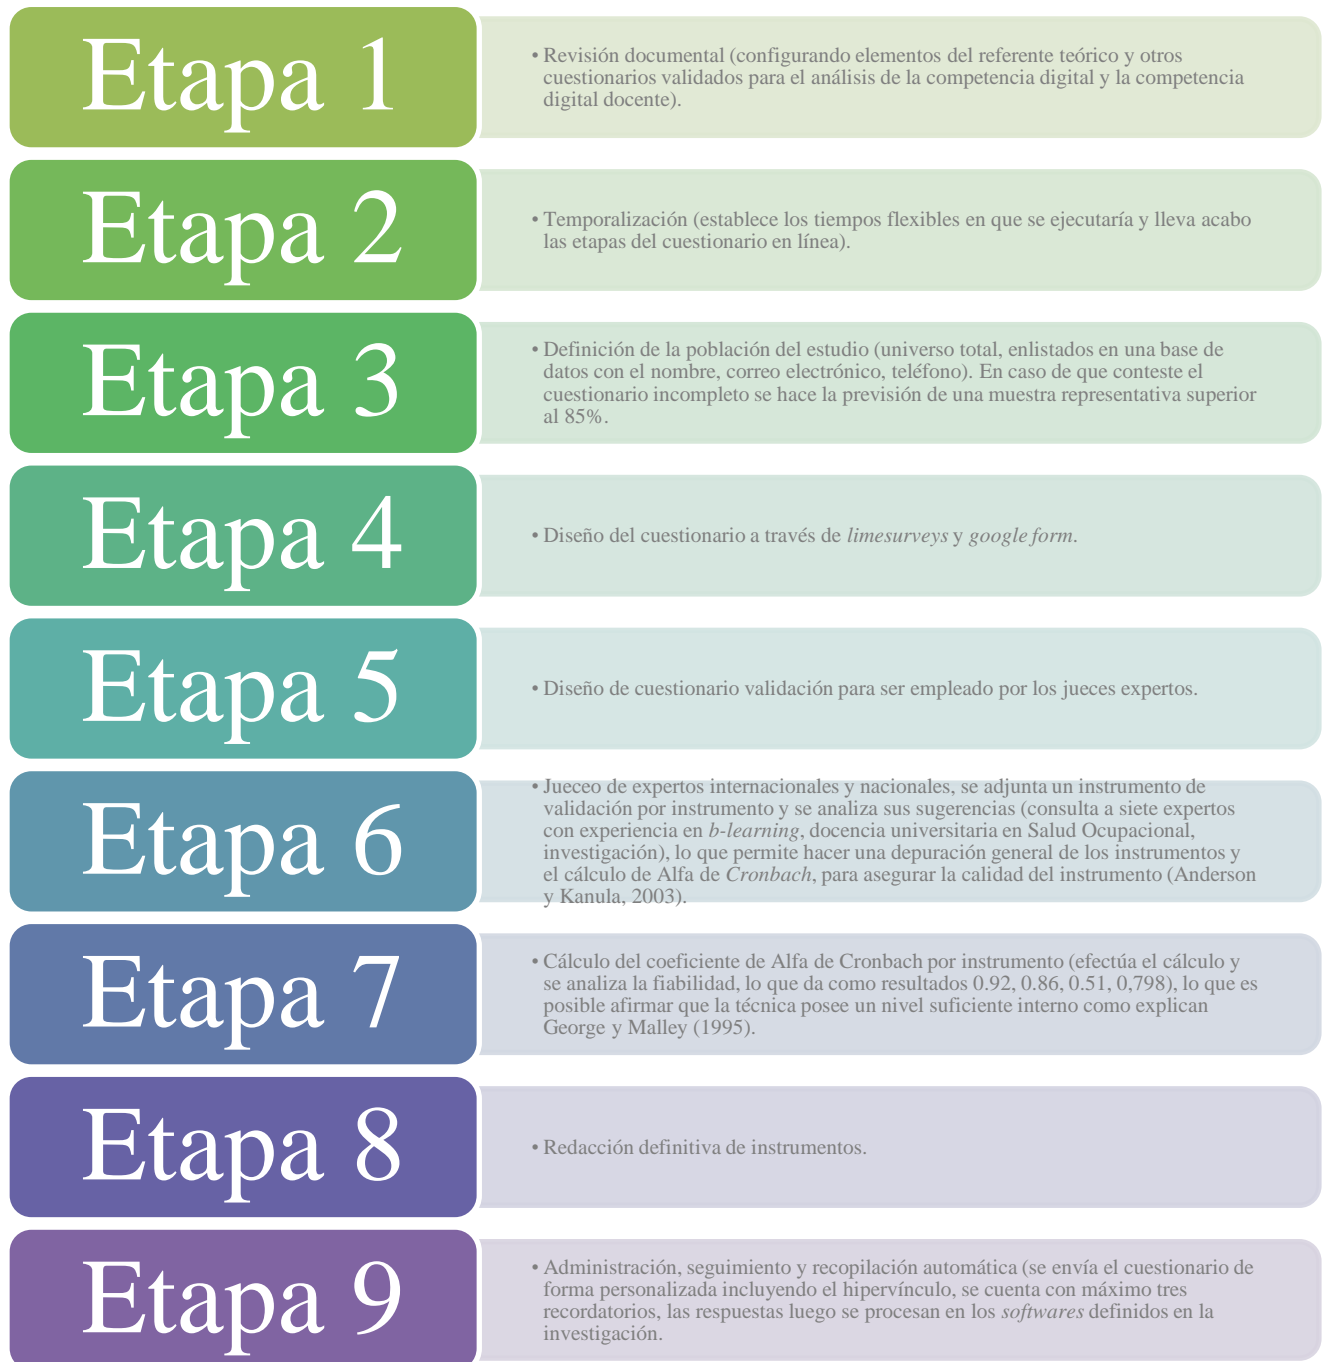 Etapa 1
• Revisión documental (configurando elementos del referente teórico y otros
cuestionarios validados para el análisis de la competencia digital y la competencia
digital docente).
Etapa 2
• Temporalización (establece los tiempos flexibles en que se ejecutaría y lleva acabo
las etapas del cuestionario en línea).
Etapa 3
• Definición de la población del estudio (universo total, enlistados en una base de
datos con el nombre, correo electrónico, teléfono). En caso de que conteste el
cuestionario incompleto se hace la previsión de una muestra representativa superior
al 85%.
Etapa 4
• Diseño del cuestionario a través de limesurveys y google form.
Etapa 5
• Diseño de cuestionario validación para ser empleado por los jueces expertos.
Etapa 6
• Jueceo de expertos internacionales y nacionales, se adjunta un instrumento de
validación por instrumento y se analiza sus sugerencias (consulta a siete expertos
con experiencia en b-learning, docencia universitaria en Salud Ocupacional,
investigación), lo que permite hacer una depuración general de los instrumentos y
el cálculo de Alfa de Cronbach, para asegurar la calidad del instrumento (Anderson
y Kanula, 2003).
Etapa 7
• Cálculo del coeficiente de Alfa de Cronbach por instrumento (efectúa el cálculo y
se analiza la fiabilidad, lo que da como resultados 0.92, 0.86, 0.51, 0,798), lo que es
posible afirmar que la técnica posee un nivel suficiente interno como explican
George y Malley (1995).
Etapa 8
• Redacción definitiva de instrumentos.
Etapa 9
• Administración, seguimiento y recopilación automática (se envía el cuestionario de
forma personalizada incluyendo el hipervínculo, se cuenta con máximo tres
recordatorios, las respuestas luego se procesan en los softwares definidos en la
investigación.